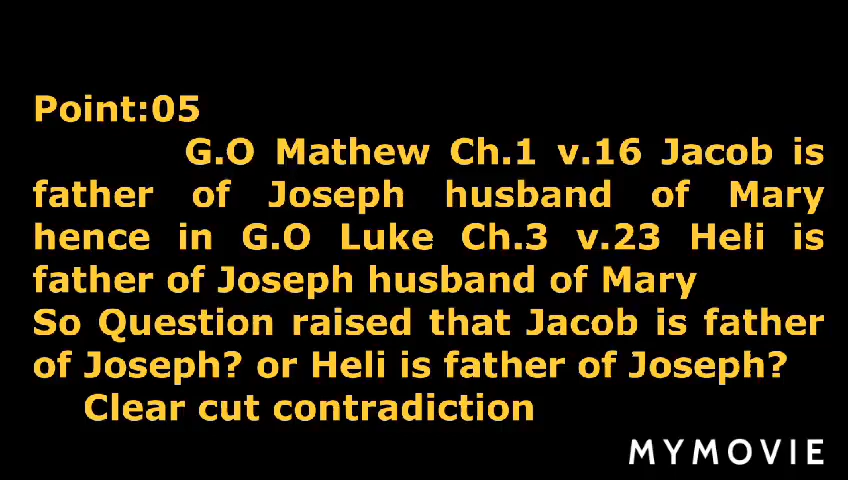 Point:05
G.O Mathew Ch.1 v.16 Jacob is
father of Joseph husband of Mary
hence in G.O Luke Ch.3 v.23 Heli is
father of Joseph husband of Mary
So Question raised that Jacob is father
of Joseph? or Heli is father of Joseph?
Clear cut contradiction
MYMOVIE